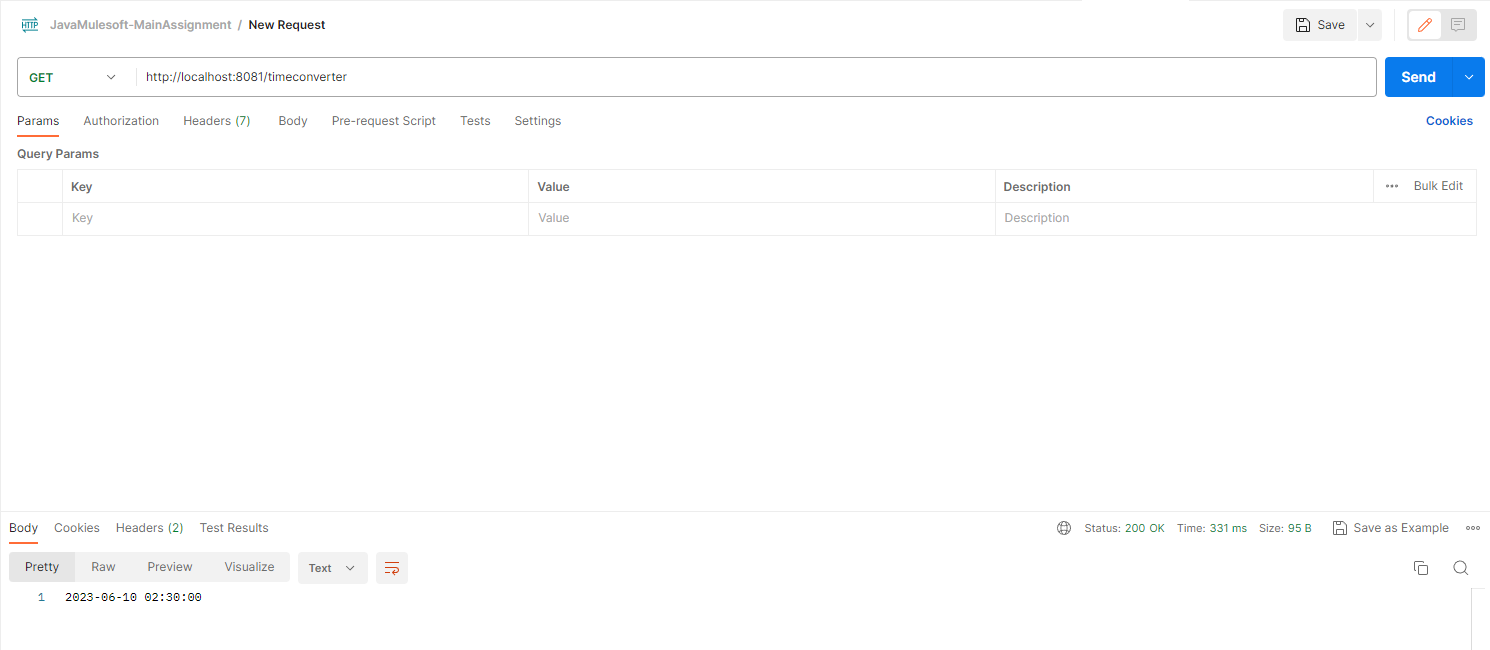 HTTP JavaMulesoft-MainAssignment / New Request Save
GET http://localhost:8081/timeconverter Send
Params Authorization Headers (7) Body Pre-request Script Tests Settings Cookies
Query Params
Key Value Description ••• Bulk Edit
Key Value Description
Body Cookies Headers (2) Test Results Status: 200 OK Time: 331 ms Size: 95 B Save as Example
Pretty Raw Preview Visualize Text
1 2023-06-10 02:30:00